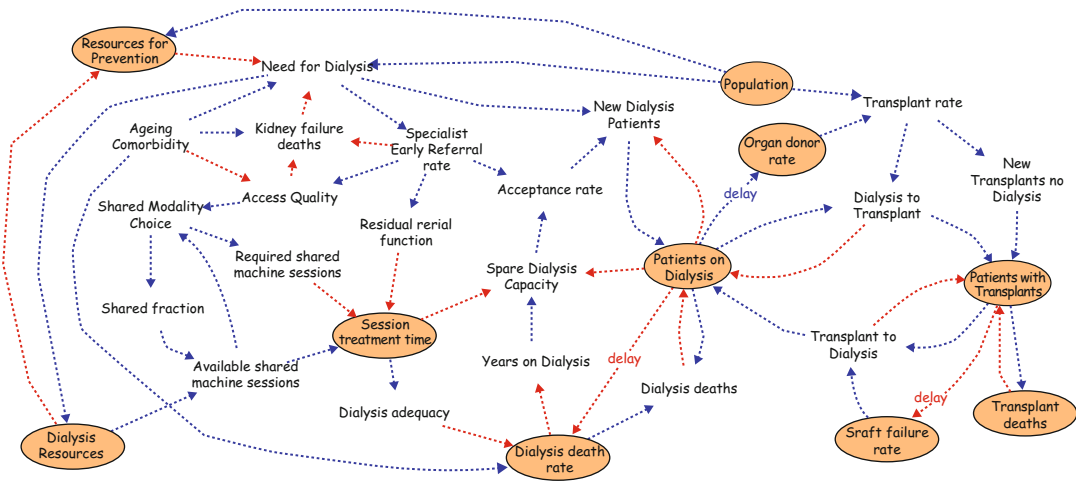 Resources for
Prevention
Need for Dialysis
Population
New Dialysis
Patients
Transplant rate
Ageing
Comorbidity
Kidney failure
deaths
Specialist
Early Referral
rate
Organ donor
rate
New
Transplants no
Dialysis
Access Quality
Acceptance rate
delay
Shared Modality
Choice
Dialysis to
Transplant
Residual rerial
function
Required shared
machine sessions
Spare Dialysis
Capacity
Patients on
Dialysis
Patients with
Transplants
Shared fraction
Session
treatment time
Transplant to
Dialysis
Available shared
machine sessions
Years on Dialysis
delay
Dialysis deaths
delay
Dialysis adequacy
Transplant
deaths
Dialysis
Resources
Dialysis death
rate
Sraft failure
rate